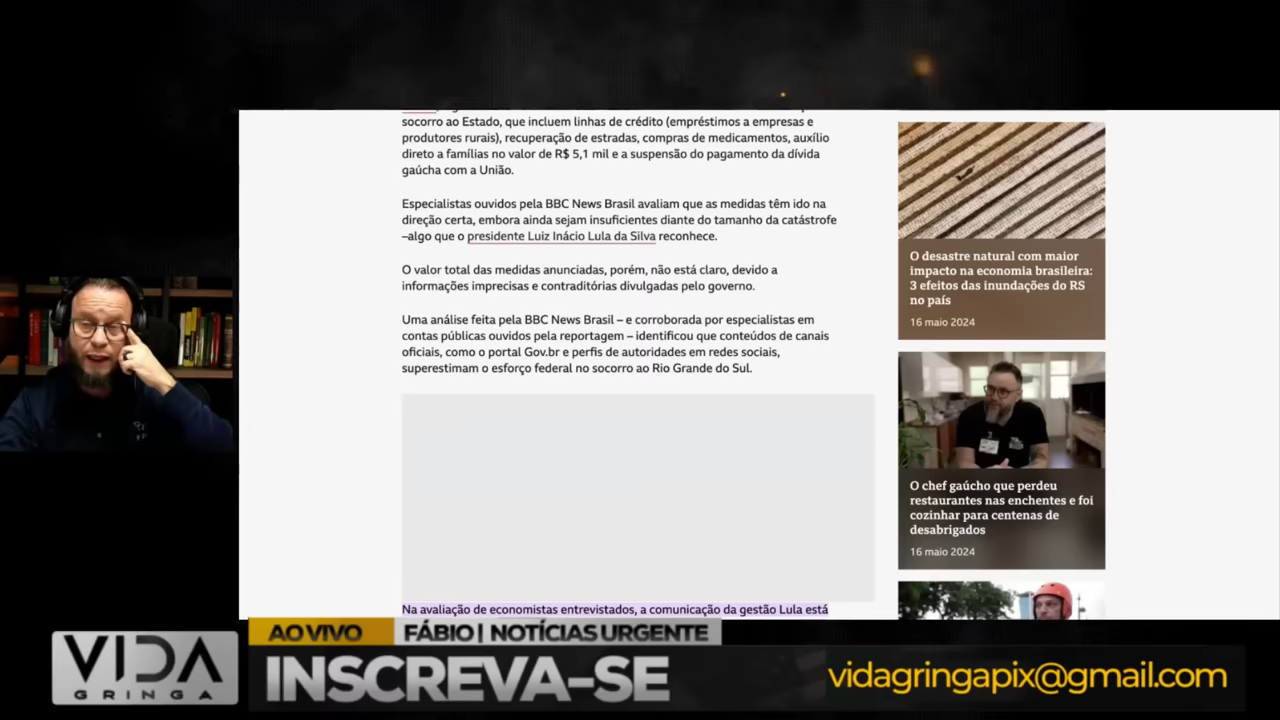 socorro ao Estado, que incluem linhas de crédito (empréstimos a empresas e
produtores rurais), recuperação de estradas, compras de medicamentos, auxílio
direto a famílias no valor de R$ 5,1 mil e a suspensão do pagamento da dívida
gaúcha com a União.
Especialistas ouvidos pela BBC News Brasil avaliam que as medidas têm ido na
direção certa, embora ainda sejam insuficientes diante do tamanho da catástrofe
–algo que o presidente Luiz Inácio Lula da Silva reconhece.
O valor total das medidas anunciadas, porém, não está claro, devido a
informações imprecisas e contraditórias divulgadas pelo governo.
Uma análise feita pela BBC News Brasil – e corroborada por especialistas em
contas públicas ouvidos pela reportagem – identificou que conteúdos de canais
oficiais, como o portal Gov.br e perfis de autoridades em redes sociais,
superestimam o esforço federal no socorro ao Rio Grande do Sul.
Na avaliação de economistas entrevistados, a comunicação da gestão Lula está
O desastre natural com maior
impacto na economia brasileira:
3 efeitos das inundações do RS
no país
16 maio 2024
O chef gaúcho que perdeu
restaurantes nas enchentes e foi
cozinhar para centenas de
desabrigados
16 maio 2024
AO VIVO
FÁBIO | NOTÍCIAS URGENTE
VIDA
GRINGA
INSCREVA-SE
vidagringapix@gmail.com